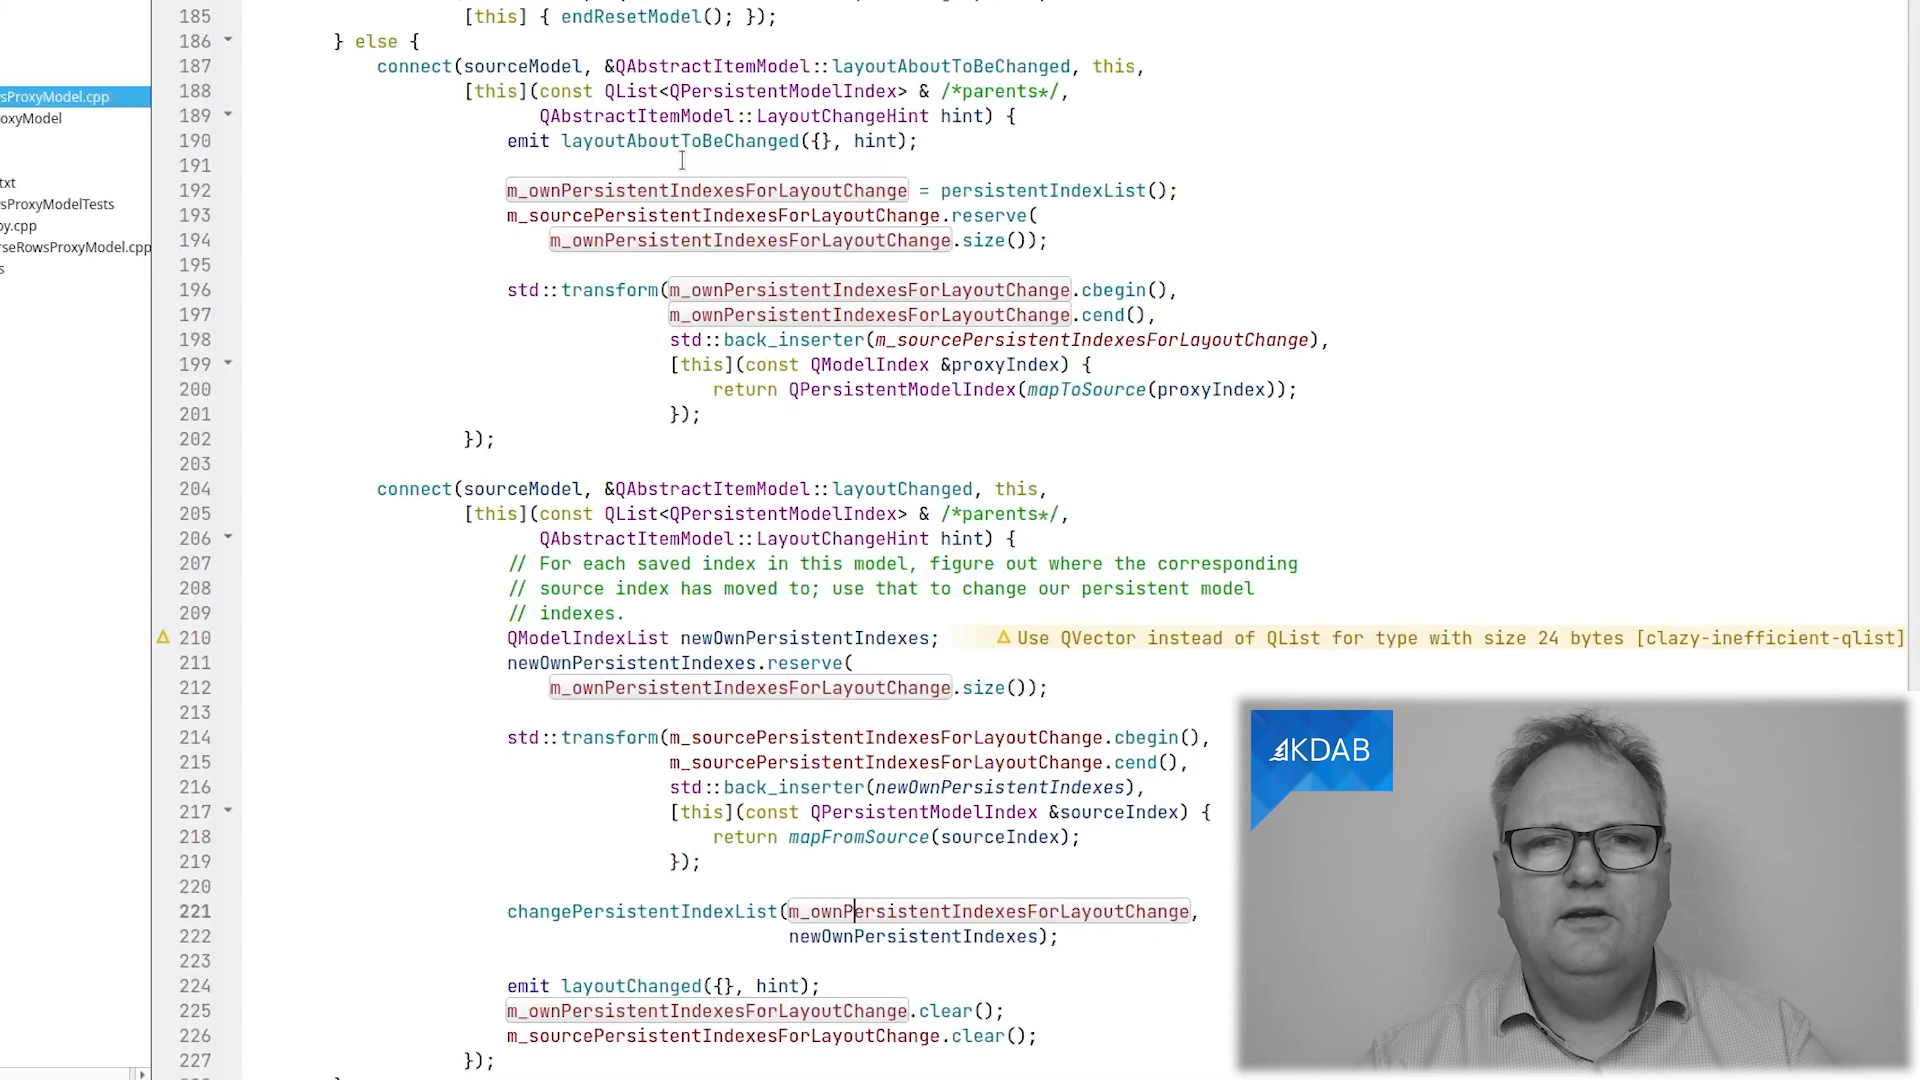 185 [this] { endResetModel(); });
186 } else {
187 connect(sourceModel, &QAbstractItemModel::layoutAboutToBeChanged, this,
188 [this](const QList<QPersistentModelIndex> & /*parents*/,
189 QAbstractItemModel::LayoutChangeHint hint) {
190 emit layoutAboutToBeChanged({}, hint);
191
192 m_ownPersistentIndexesForLayoutChange = persistentIndexList();
193 m_sourcePersistentIndexesForLayoutChange.reserve(
194 m_ownPersistentIndexesForLayoutChange.size());
195
196 std::transform(m_ownPersistentIndexesForLayoutChange.cbegin(),
197 m_ownPersistentIndexesForLayoutChange.cend(),
198 std::back_inserter(m_sourcePersistentIndexesForLayoutChange),
199 [this](const QModelIndex &proxyIndex) {
200 return QPersistentModelIndex(mapToSource(proxyIndex));
201 });
202 });
203
204 connect(sourceModel, &QAbstractItemModel::layoutChanged, this,
205 [this](const QList<QPersistentModelIndex> & /*parents*/,
206 QAbstractItemModel::LayoutChangeHint hint) {
207 // For each saved index in this model, figure out where the corresponding
208 // source index has moved to; use that to change our persistent model
209 // indexes.
210 QModelIndexList newOwnPersistentIndexes; Use QVector instead of QList for type with size 24 bytes [clazy-inefficient-qlist]
211 newOwnPersistentIndexes.reserve(
212 m_ownPersistentIndexesForLayoutChange.size());
213
214 std::transform(m_sourcePersistentIndexesForLayoutChange.cbegin(),
215 m_sourcePersistentIndexesForLayoutChange.cend(),
216 std::back_inserter(newOwnPersistentIndexes),
217 [this](const QPersistentModelIndex &sourceIndex) {
218 return mapFromSource(sourceIndex);
219 });
220
221 changePersistentIndexList(m_ownPersistentIndexesForLayoutChange,
222 newOwnPersistentIndexes);
223
224 emit layoutChanged({}, hint);
225 m_ownPersistentIndexesForLayoutChange.clear();
226 m_sourcePersistentIndexesForLayoutChange.clear();
227 });
sProxyModel.cpp
oxyModel
txt
sProxyModelTests
oy.cpp
rseRowsProxyModel.cpp
s
KDAB